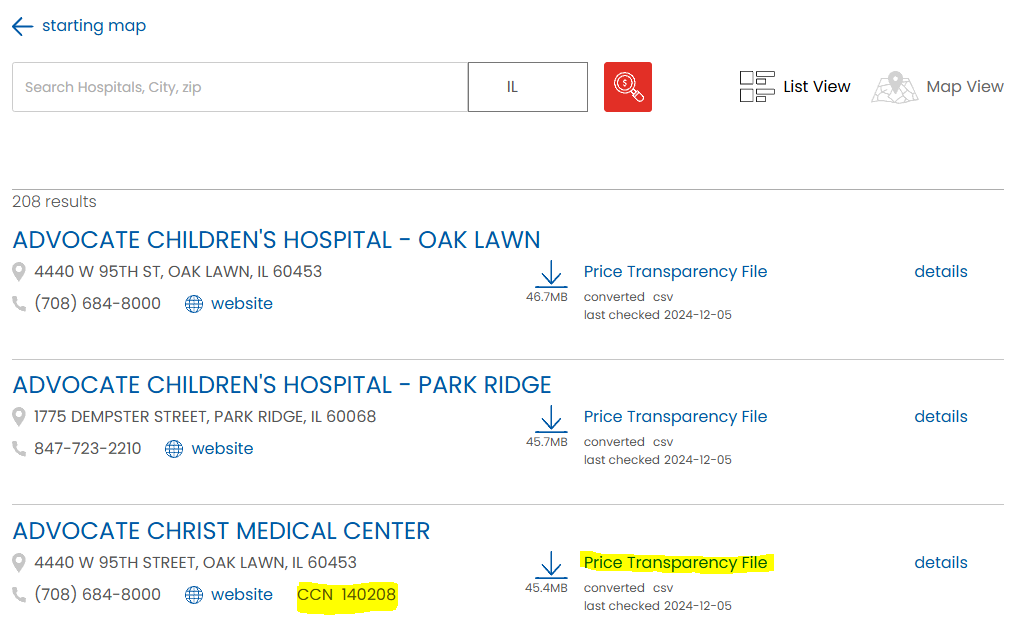 starting map
Search Hospitals, City, zip
IL
List View
Map View
208 results
ADVOCATE CHILDREN'S HOSPITAL - OAK LAWN
4440 W 95TH ST, OAK LAWN, IL 60453
Price Transparency File
details
46.7MB
converted csv
(708) 684-8000
website
last checked 2024-12-05
ADVOCATE CHILDREN'S HOSPITAL - PARK RIDGE
1775 DEMPSTER STREET, PARK RIDGE, IL 60068
Price Transparency File
details
45.7MB
converted csv
847-723-2210
website
last checked 2024-12-05
ADVOCATE CHRIST MEDICAL CENTER
4440 W 95TH STREET, OAK LAWN, IL 60453
Price Transparency File
details
45.4MB
converted csv
(708) 684-8000
website
CCN 140208
last checked 2024-12-05